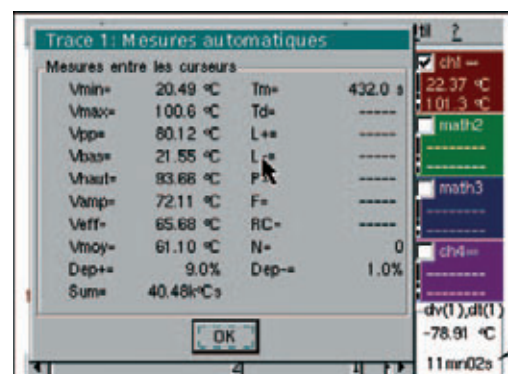 til ?
Trace 1: Mesures automatiques
Mesures entre les curseurs
Vmin= 20.49 °C Tm= 432.0 s
Vmax= 100.6 °C Td= -----
Vpp= 80.12 °C L+= -----
Vbas= 21.55 °C L-= -----
Vhaut= 93.66 °C P= -----
Vamp= 72.11 °C F= -----
Veff= 65.68 °C RC= -----
Vmoy= 61.10 °C N= 0
Dep+= 9.0% Dep-= 1.0%
Sum= 40.48k°Cs
OK
ch1
22.37 °C
101.3 °C
math2
--------
--------
math3
--------
--------
ch4
--------
--------
dv(1),dt(1)
-78.91 °C
11mn02s